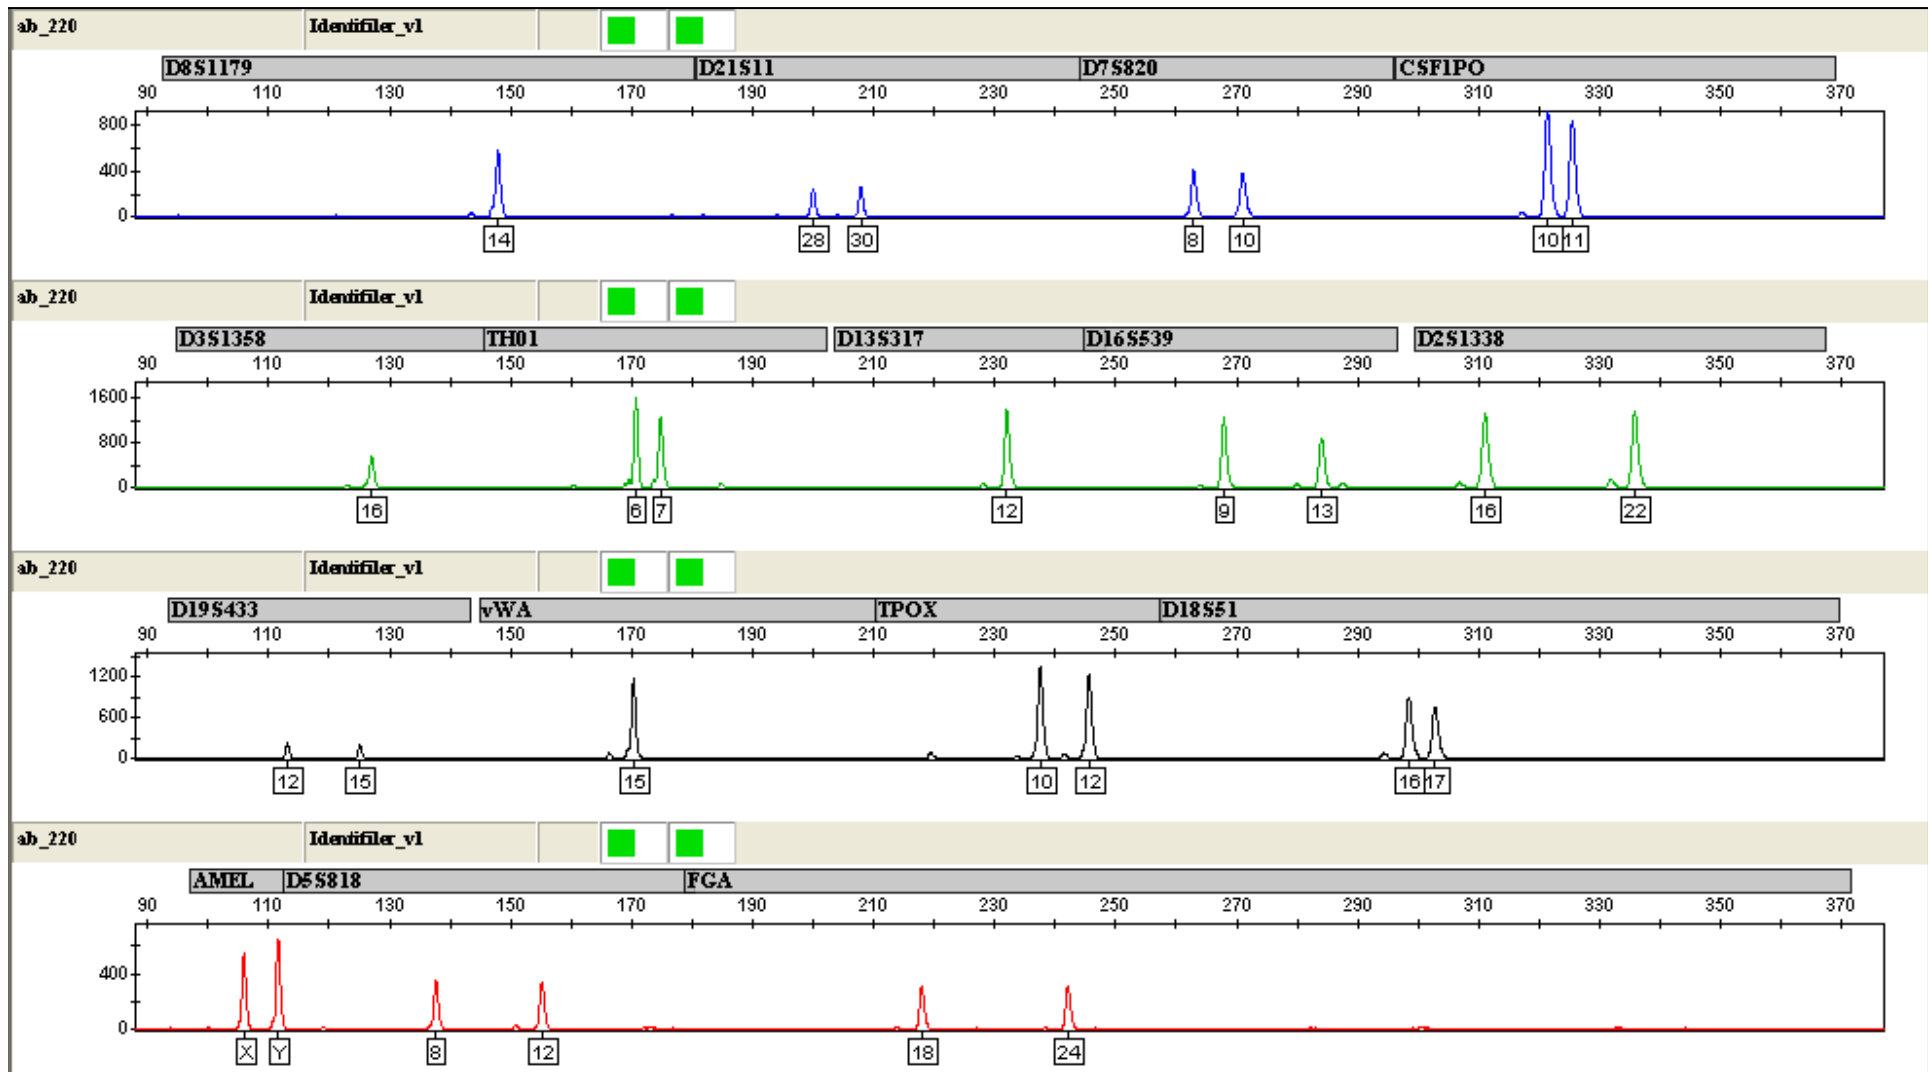 ab_220 Identifiler_v1
D8S1179 D21S11 D7S820 CSF1PO
90 110 130 150 170 190 210 230 250 270 290 310 330 350 370
800
400
0
14 28 30 8 10 10 11
ab_220 Identifiler_v1
D3S1358 TH01 D13S317 D16S539 D2S1338
90 110 130 150 170 190 210 230 250 270 290 310 330 350 370
1600
800
0
16 6 7 12 9 13 16 22
ab_220 Identifiler_v1
D19S433 vWA TPOX D18S51
90 110 130 150 170 190 210 230 250 270 290 310 330 350 370
1200
600
0
12 15 15 10 12 16 17
ab_220 Identifiler_v1
AMEL D5S818 FGA
90 110 130 150 170 190 210 230 250 270 290 310 330 350 370
400
0
X Y 8 12 18 24